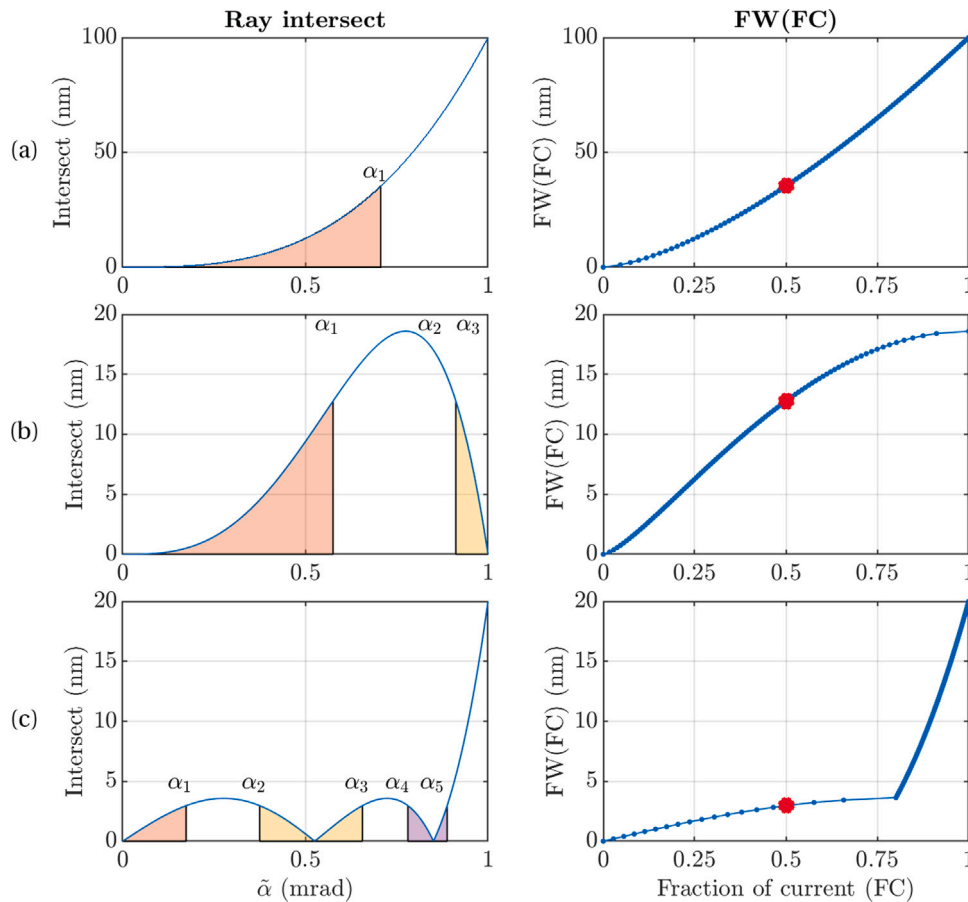 Ray intersect
FW(FC)
(a)
Intersect (nm)
100
50
0
α1
0 0.5 1
FW(FC) (nm)
100
50
0
0 0.25 0.5 0.75 1
(b)
Intersect (nm)
20
15
10
5
0
α1 α2 α3
0 0.5 1
FW(FC) (nm)
20
15
10
5
0
0 0.25 0.5 0.75 1
(c)
Intersect (nm)
20
15
10
5
0
α1 α2 α3 α4 α5
0 0.5 1
α̃ (mrad)
FW(FC) (nm)
20
15
10
5
0
0 0.25 0.5 0.75 1
Fraction of current (FC)